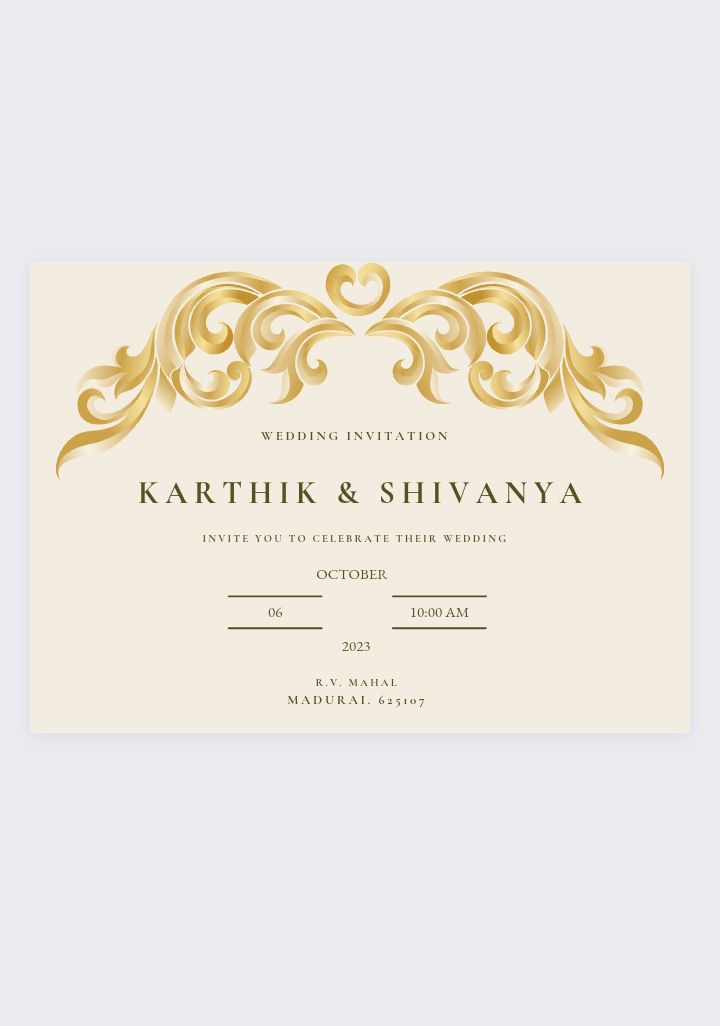 WEDDING INVITATION
KARTHIK & SHIVANYA
INVITE YOU TO CELEBRATE THEIR WEDDING
OCTOBER
06 10:00 AM
2023
R.V. MAHAL
MADURAI. 625107